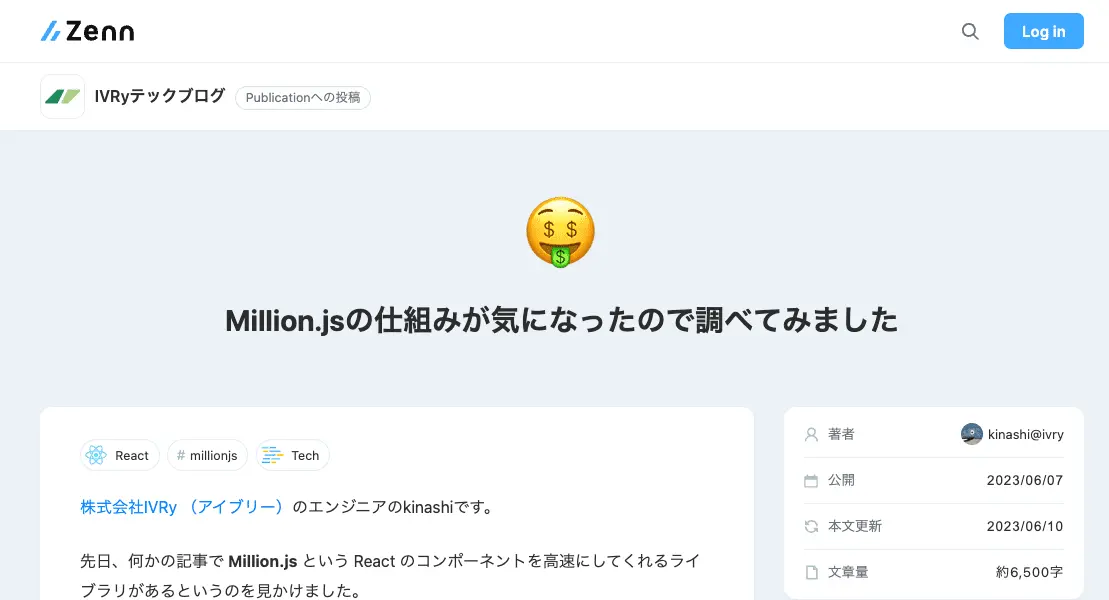 Zenn
Log in
IVRyテックブログ
Publicationへの投稿
$ $
$
Million.jsの仕組みが気になったので調べてみました
React
# millionjs
Tech
株式会社IVRy （アイブリー）のエンジニアのkinashiです。
先日、何かの記事で Million.js という React のコンポーネントを高速にしてくれるライ
ブラリがあるというのを見かけました。
著者
kinashi@ivry
公開
2023/06/07
本文更新
2023/06/10
文章量
約6,500字